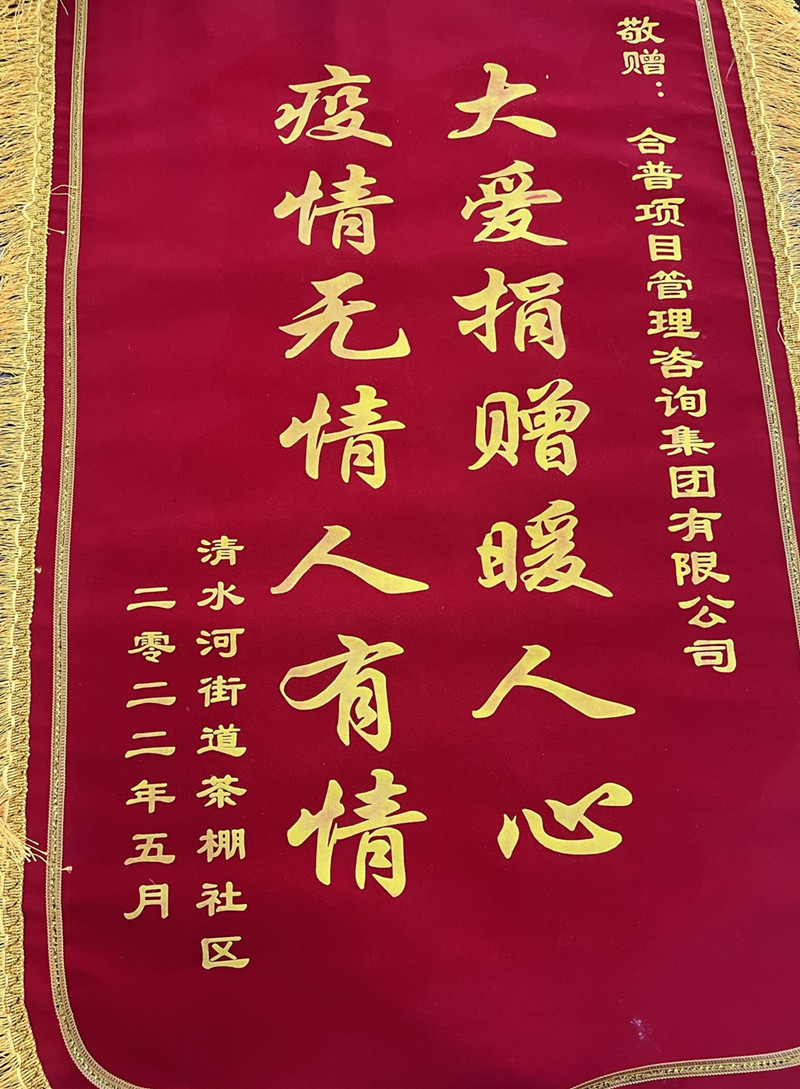 敬赠：合普项目管理咨询集团有限公司
大爱捐赠暖人心
疫情无情人有情
清水河街道茶棚社区
二零二二年五月